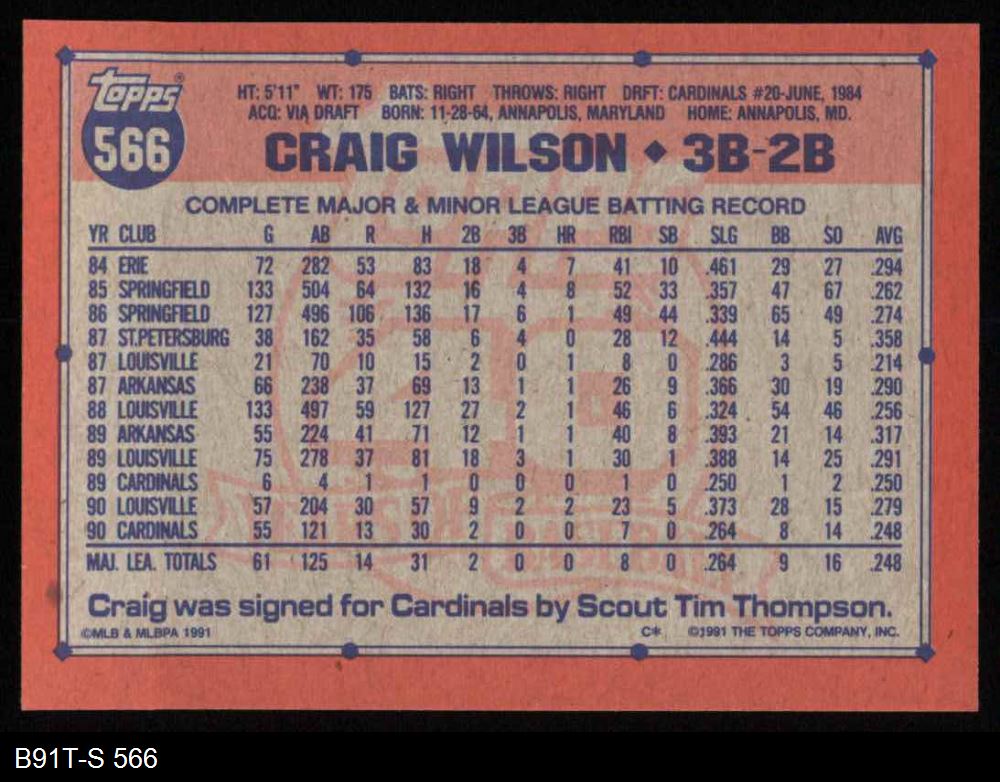 Topps®
566
HT: 5'11" WT: 175 BATS: RIGHT THROWS: RIGHT DRFT: CARDINALS #20-JUNE, 1984
ACQ: VIA DRAFT BORN: 11-28-64, ANNAPOLIS, MARYLAND HOME: ANNAPOLIS, MD.
CRAIG WILSON ◆ 3B-2B
COMPLETE MAJOR & MINOR LEAGUE BATTING RECORD
YR CLUB G AB R H 2B 3B HR RBI SB SLG BB SO AVG
84 ERIE 72 282 53 83 18 4 7 41 10 .461 29 27 .294
85 SPRINGFIELD 133 504 64 132 16 4 8 52 33 .357 47 67 .262
86 SPRINGFIELD 127 496 106 136 17 6 1 49 44 .339 65 49 .274
87 ST.PETERSBURG 38 162 35 58 6 4 0 28 12 .444 14 5 .358
87 LOUISVILLE 21 70 10 15 2 0 1 8 0 .286 3 5 .214
87 ARKANSAS 66 238 37 69 13 1 1 26 9 .366 30 19 .290
88 LOUISVILLE 133 497 59 127 27 2 1 46 6 .324 54 46 .256
89 ARKANSAS 55 224 41 71 12 1 1 40 8 .393 21 14 .317
89 LOUISVILLE 75 278 37 81 18 3 1 30 1 .388 14 25 .291
89 CARDINALS 6 4 1 1 0 0 0 1 0 .250 1 2 .250
90 LOUISVILLE 57 204 30 57 9 2 2 23 5 .373 28 15 .279
90 CARDINALS 55 121 13 30 2 0 0 7 0 .264 8 14 .248
MAJ. LEA. TOTALS 61 125 14 31 2 0 0 8 0 .264 9 16 .248
Craig was signed for Cardinals by Scout Tim Thompson.
©MLB & MLBPA 1991 C* ©1991 THE TOPPS COMPANY, INC.
B91T-S 566